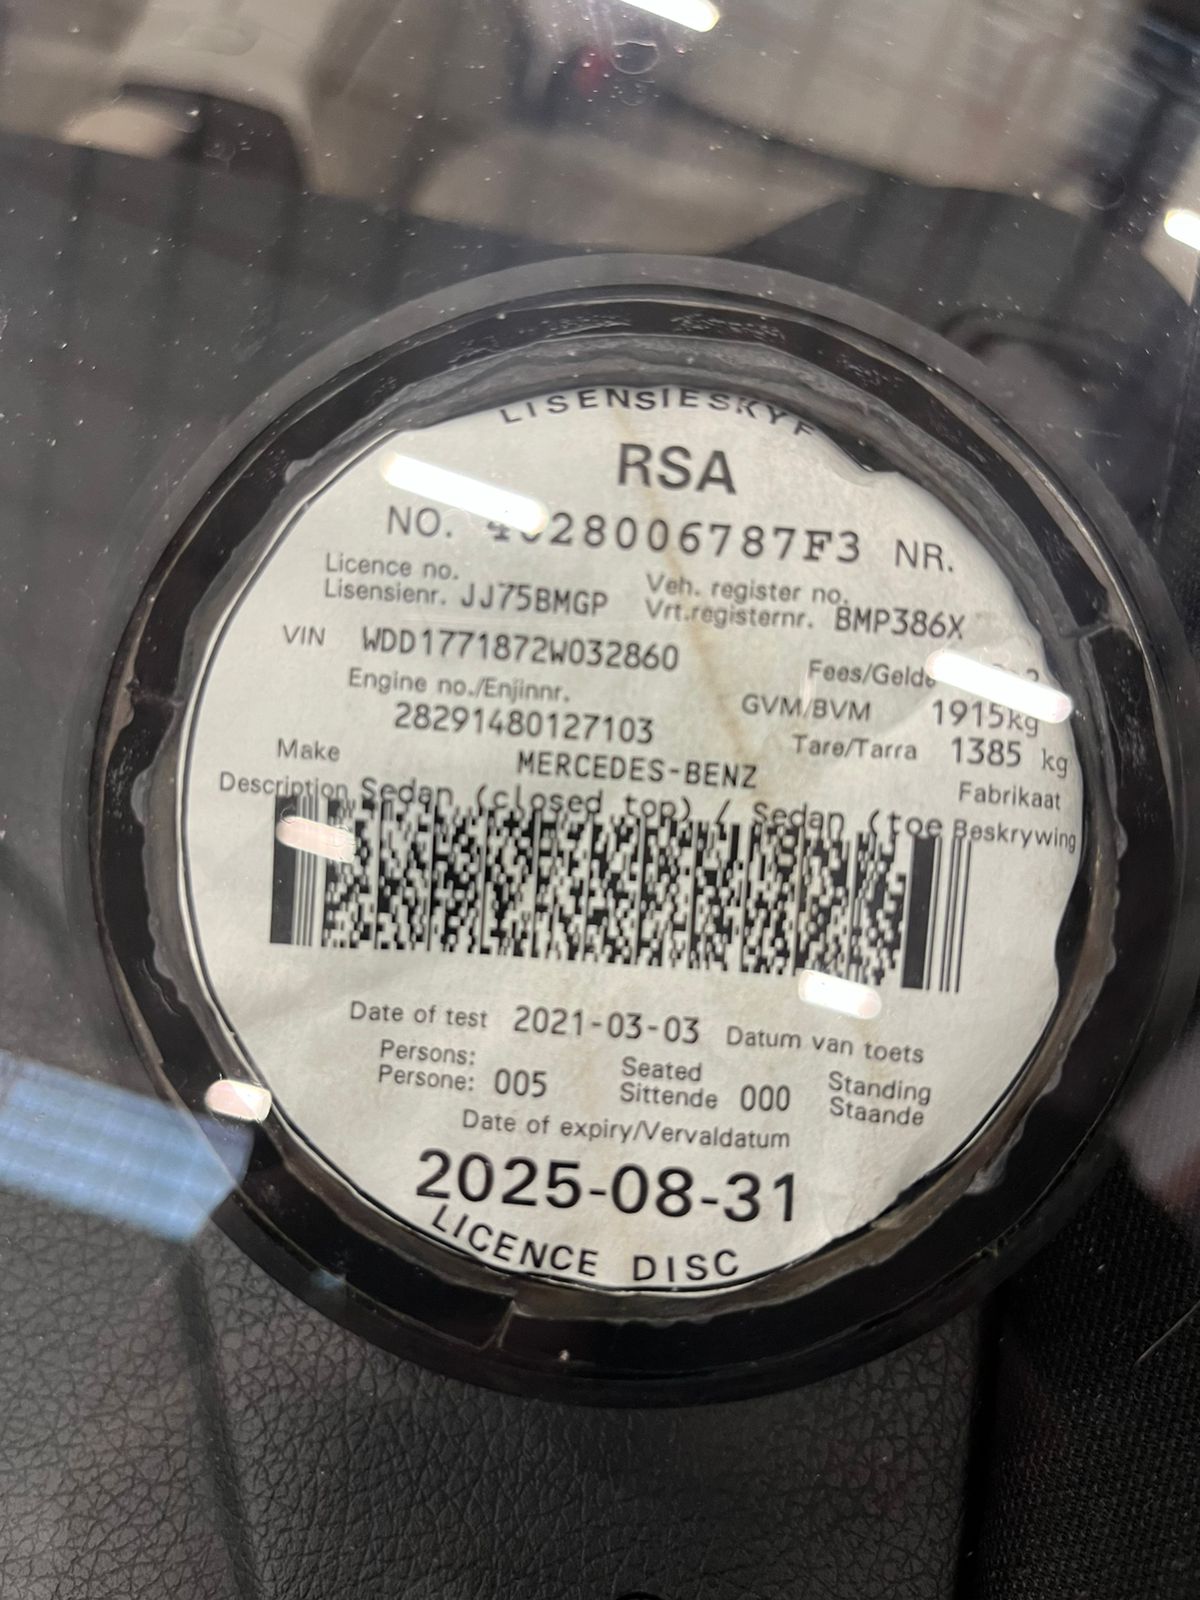 LISENSIESKYF
RSA
NO. 28006787F3 NR.
Licence no.
Lisensienr. JJ75BMGP
Veh. register no.
Vrt.registernr. BMP386X
VIN WDD1771872W032860
Fees/Gelde
Engine no./Enjinnr.
28291480127103
GVM/BVM 1915kg
Tare/Tarra 1385 kg
Make MERCEDES-BENZ Fabrikaat
Description Sedan (closed top) / Sedan (toe Beskrywing
Date of test 2021-03-03 Datum van toets
Persons:
Persone: 005
Seated
Sittende 000
Standing
Staande
Date of expiry/Vervaldatum
2025-08-31
LICENCE DISC